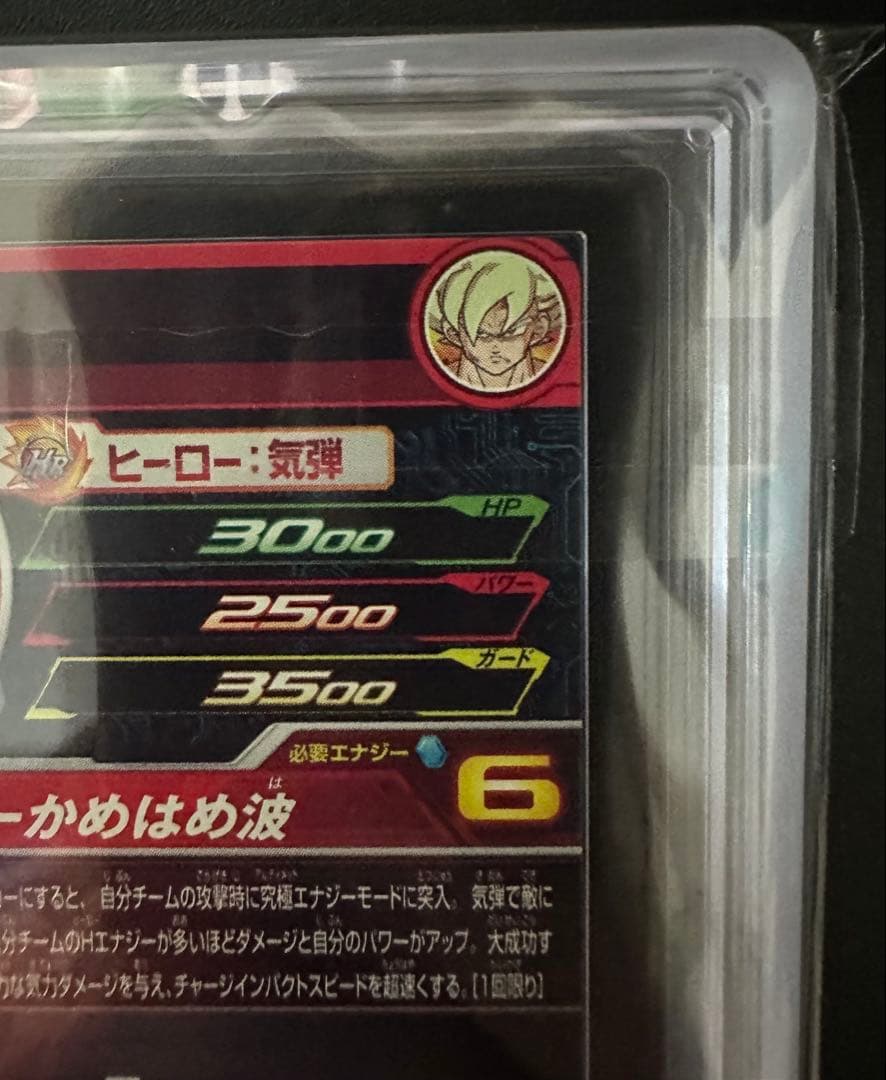 ヒーロー:気弾
HP
3000
パワー
2500
ガード
3500
必要エナジー
6
ーかめはめ波
ーにすると、自分チームの攻撃時に究極エナジーモードに突入。気弾で敵に
分チームのHエナジーが多いほどダメージと自分のパワーがアップ。大成功す
な気力ダメージを与え、チャージインパクトスピードを超速くする。[1回限り]